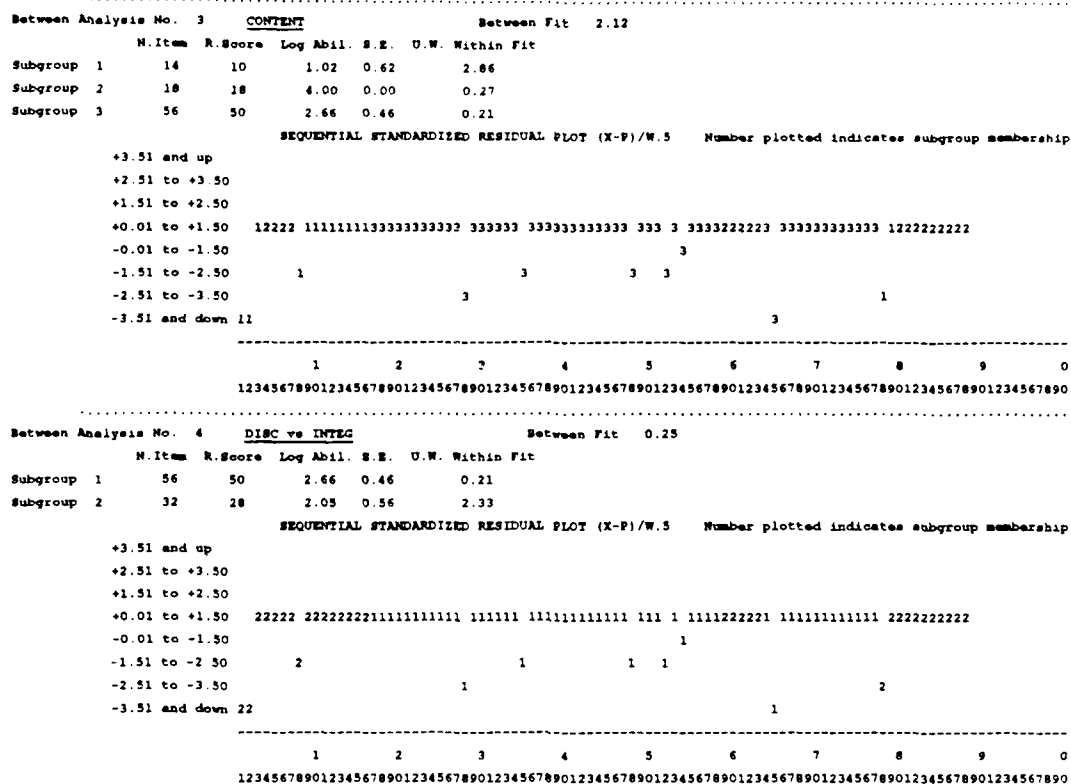 Between Analysis No. 3 CONTENT Between Fit 2.12
N.Item R.Score Log Abil. S.E. U.W. Within Fit
Subgroup 1 14 10 1.02 0.62 2.86
Subgroup 2 18 18 4.00 0.00 0.27
Subgroup 3 56 50 2.66 0.46 0.21
SEQUENTIAL STANDARDIZED RESIDUAL PLOT (X-P)/W.5 Number plotted indicates subgroup membership
+3.51 and up
+2.51 to +3.50
+1.51 to +2.50
+0.01 to +1.50 12222 1111111133333333333 333333 333333333333 333 3 3333222223 333333333333 1222222222
-0.01 to -1.50 3
-1.51 to -2.50 1 3 3 3
-2.51 to -3.50 3 1
-3.51 and down 11 3
1 2 3 4 5 6 7 8 9 0
1234567890123456789012345678901234567890123456789012345678901234567890123456789012345678901234567890
Between Analysis No. 4 DISC vs INTEG Between Fit 0.25
N.Item R.Score Log Abil. S.E. U.W. Within Fit
Subgroup 1 56 50 2.66 0.46 0.21
Subgroup 2 32 28 2.05 0.56 2.33
SEQUENTIAL STANDARDIZED RESIDUAL PLOT (X-P)/W.5 Number plotted indicates subgroup membership
+3.51 and up
+2.51 to +3.50
+1.51 to +2.50
+0.01 to +1.50 22222 2222222211111111111 111111 111111111111 111 1 1111222221 111111111111 2222222222
-0.01 to -1.50 1
-1.51 to -2 50 2 1 1 1
-2.51 to -3.50 1 2
-3.51 and down 22 1
1 2 3 4 5 6 7 8 9 0
1234567890123456789012345678901234567890123456789012345678901234567890123456789012345678901234567890